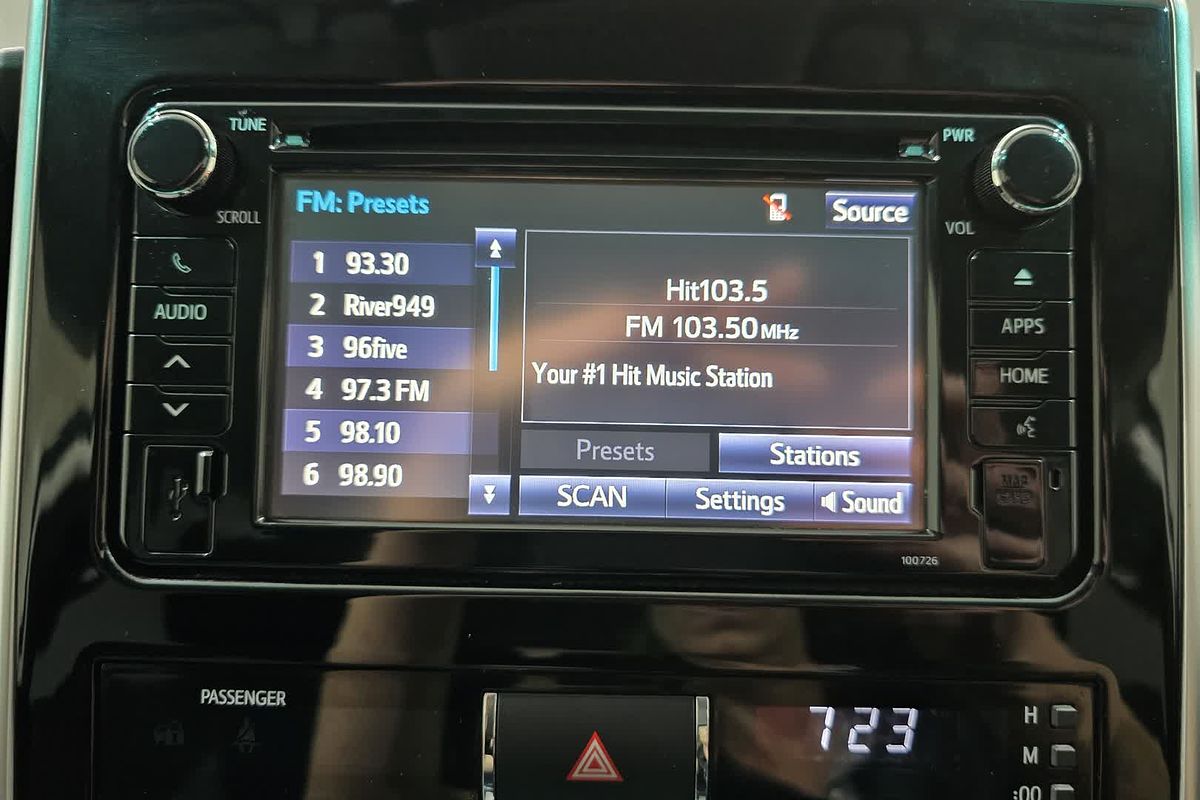 TUNE
PWR
SCROLL
VOL
FM: Presets
Source
1 93.30
2 River949
3 96five
4 97.3 FM
5 98.10
6 98.90
Hit103.5
FM 103.50MHz
Your #1 Hit Music Station
Presets
Stations
SCAN
Settings
Sound
AUDIO
APPS
HOME
MAP
100726
PASSENGER
723
H
M
:00